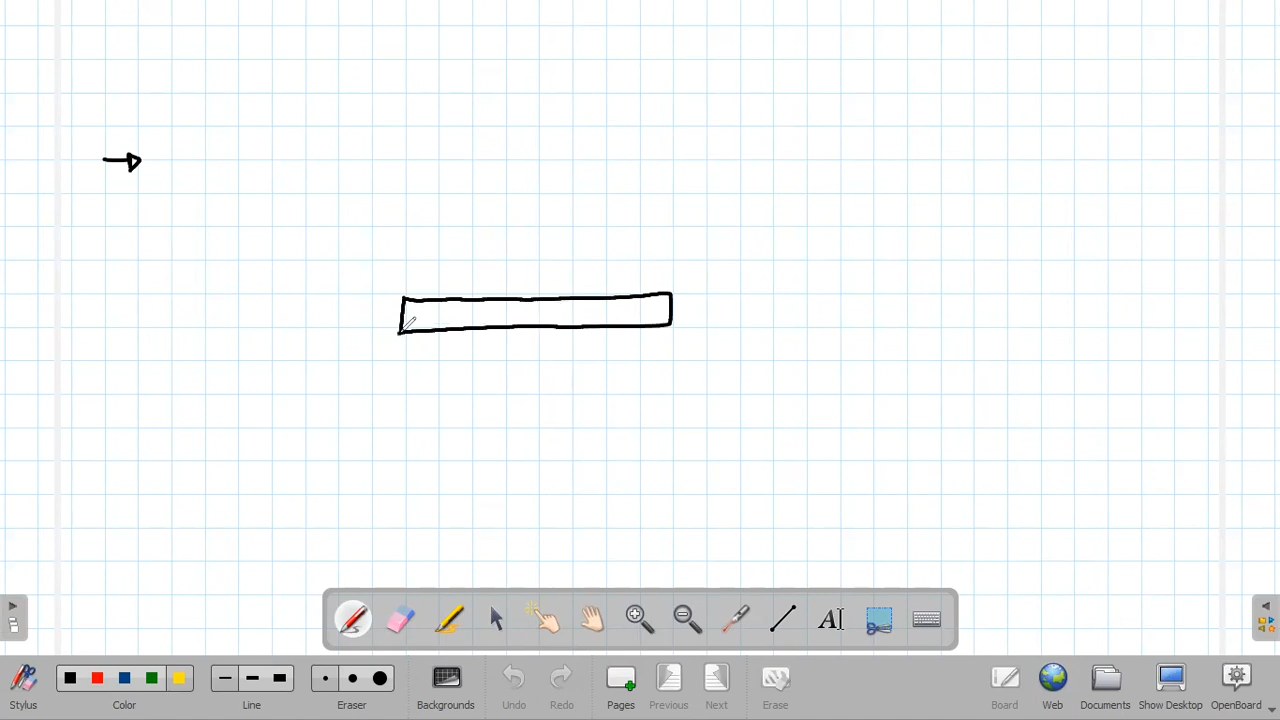 A
Stylus
Color
Line
Eraser
Backgrounds
Undo
Redo
Pages
Previous
Next
Erase
Board
Web
Documents
Show Desktop
OpenBoard